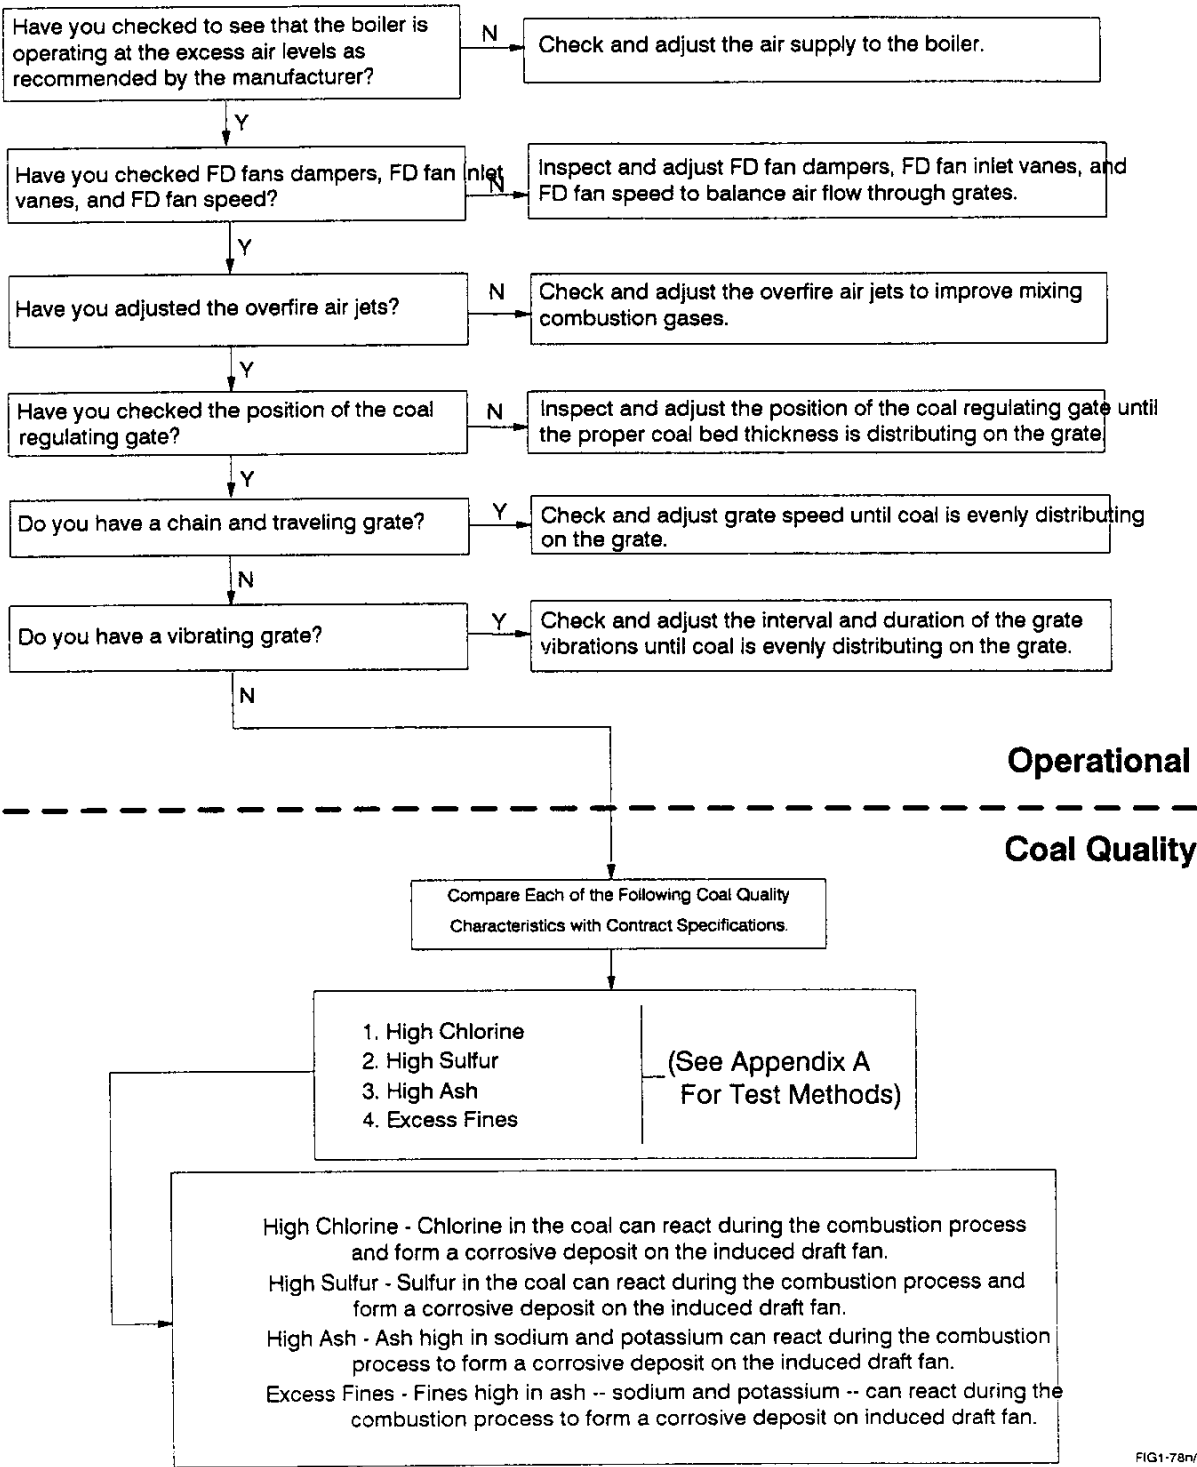 Have you checked to see that the boiler is
operating at the excess air levels as
recommended by the manufacturer?
N
Check and adjust the air supply to the boiler.
Y
Have you checked FD fans dampers, FD fan Inlet
vanes, and FD fan speed?
N
Inspect and adjust FD fan dampers, FD fan inlet vanes, and
FD fan speed to balance air flow through grates.
Y
Have you adjusted the overfire air jets?
N
Check and adjust the overfire air jets to improve mixing
combustion gases.
Y
Have you checked the position of the coal
regulating gate?
N
Inspect and adjust the position of the coal regulating gate until
the proper coal bed thickness is distributing on the grate.
Y
Do you have a chain and traveling grate?
Y
Check and adjust grate speed until coal is evenly distributing
on the grate.
N
Do you have a vibrating grate?
Y
Check and adjust the interval and duration of the grate
vibrations until coal is evenly distributing on the grate.
N
Operational
Coal Quality
Compare Each of the Following Coal Quality
Characteristics with Contract Specifications.
1. High Chlorine
2. High Sulfur
3. High Ash
4. Excess Fines
(See Appendix A
For Test Methods)
High Chlorine - Chlorine in the coal can react during the combustion process
and form a corrosive deposit on the induced draft fan.
High Sulfur - Sulfur in the coal can react during the combustion process and
form a corrosive deposit on the induced draft fan.
High Ash - Ash high in sodium and potassium can react during the combustion
process to form a corrosive deposit on the induced draft fan.
Excess Fines - Fines high in ash -- sodium and potassium -- can react during the
combustion process to form a corrosive deposit on induced draft fan.
FIG1-78n/